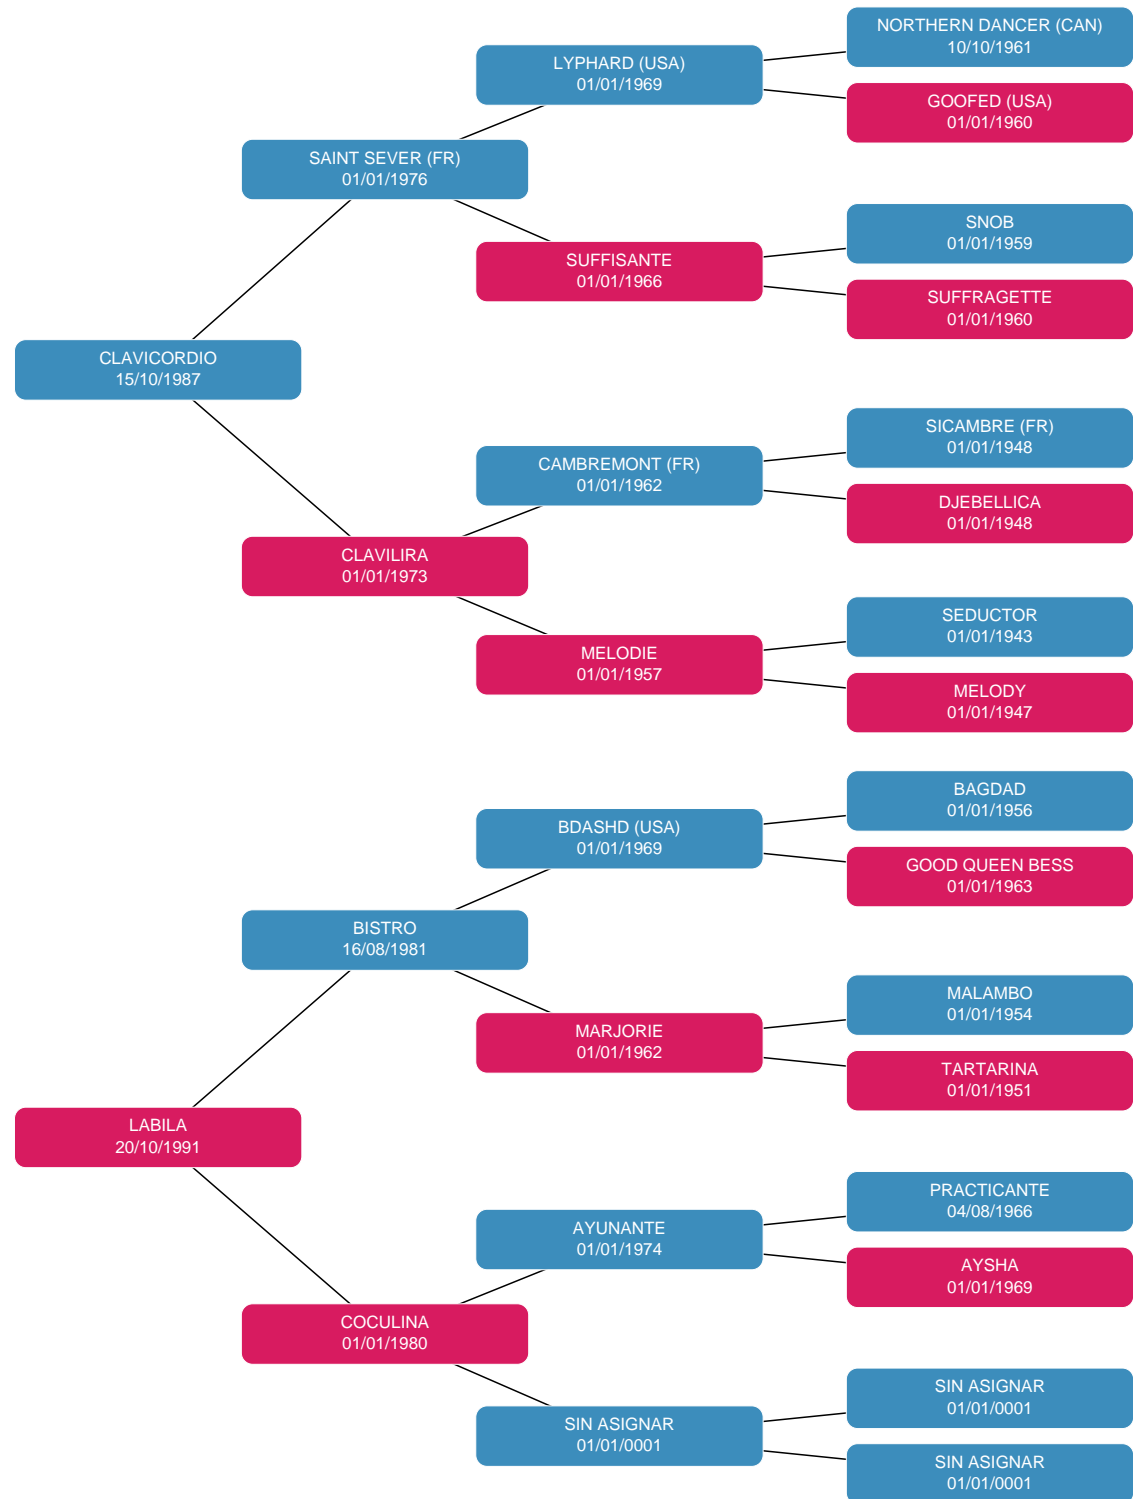 NORTHERN DANCER (CAN)
10/10/1961
LYPHARD (USA)
01/01/1969
GOOFED (USA)
01/01/1960
SAINT SEVER (FR)
01/01/1976
SNOB
01/01/1959
SUFFISANTE
01/01/1966
SUFFRAGETTE
01/01/1960
CLAVICORDIO
15/10/1987
SICAMBRE (FR)
01/01/1948
CAMBREMONT (FR)
01/01/1962
DJEBELLICA
01/01/1948
CLAVILIRA
01/01/1973
SEDUCTOR
01/01/1943
MELODIE
01/01/1957
MELODY
01/01/1947
BAGDAD
01/01/1956
BDASHD (USA)
01/01/1969
GOOD QUEEN BESS
01/01/1963
BISTRO
16/08/1981
MALAMBO
01/01/1954
MARJORIE
01/01/1962
TARTARINA
01/01/1951
LABILA
20/10/1991
PRACTICANTE
04/08/1966
AYUNANTE
01/01/1974
AYSHA
01/01/1969
COCULINA
01/01/1980
SIN ASIGNAR
01/01/0001
SIN ASIGNAR
01/01/0001
SIN ASIGNAR
01/01/0001